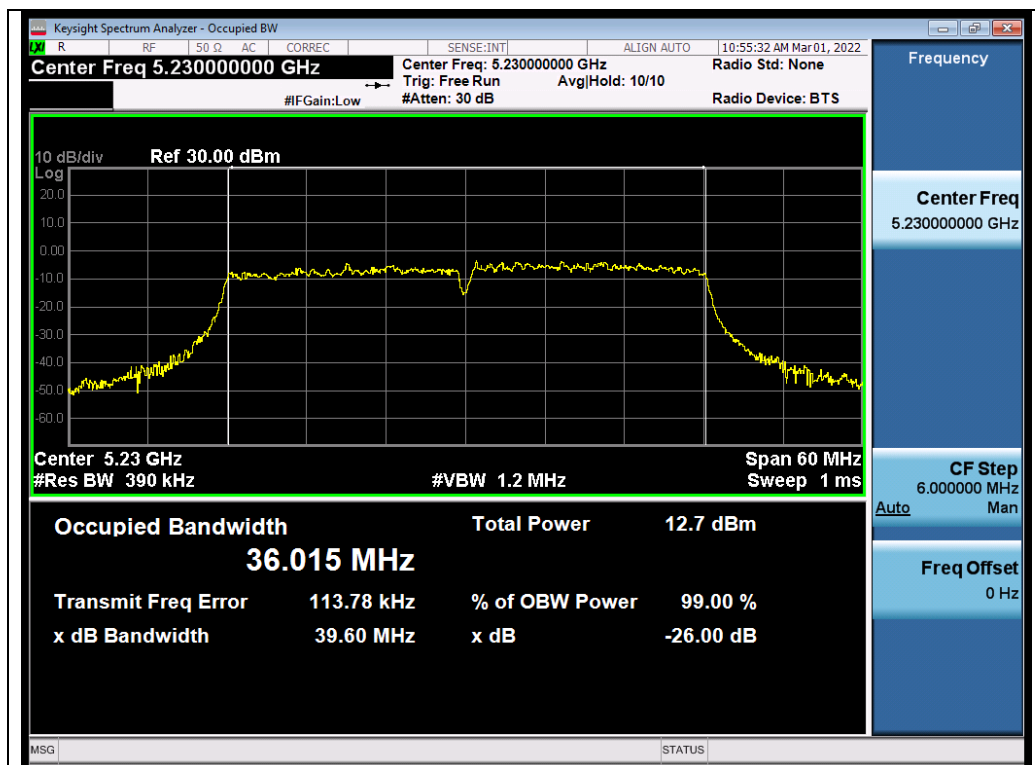 Keysight Spectrum Analyzer - Occupied BW
LXI R RF 50 Ω AC CORREC SENSE:INT ALIGN AUTO 10:55:32 AM Mar 01, 2022
Center Freq 5.230000000 GHz
Center Freq: 5.230000000 GHz
Radio Std: None
Trig: Free Run Avg|Hold: 10/10
#IFGain:Low
#Atten: 30 dB
Radio Device: BTS
10 dB/div Ref 30.00 dBm
Log
20.0
10.0
0.00
-10.0
-20.0
-30.0
-40.0
-50.0
-60.0
Center 5.23 GHz Span 60 MHz
#Res BW 390 kHz #VBW 1.2 MHz Sweep 1 ms
Occupied Bandwidth Total Power 12.7 dBm
36.015 MHz
Transmit Freq Error 113.78 kHz % of OBW Power 99.00 %
x dB Bandwidth 39.60 MHz x dB -26.00 dB
Frequency
Center Freq
5.230000000 GHz
CF Step
6.000000 MHz
Auto Man
Freq Offset
0 Hz
MSG STATUS